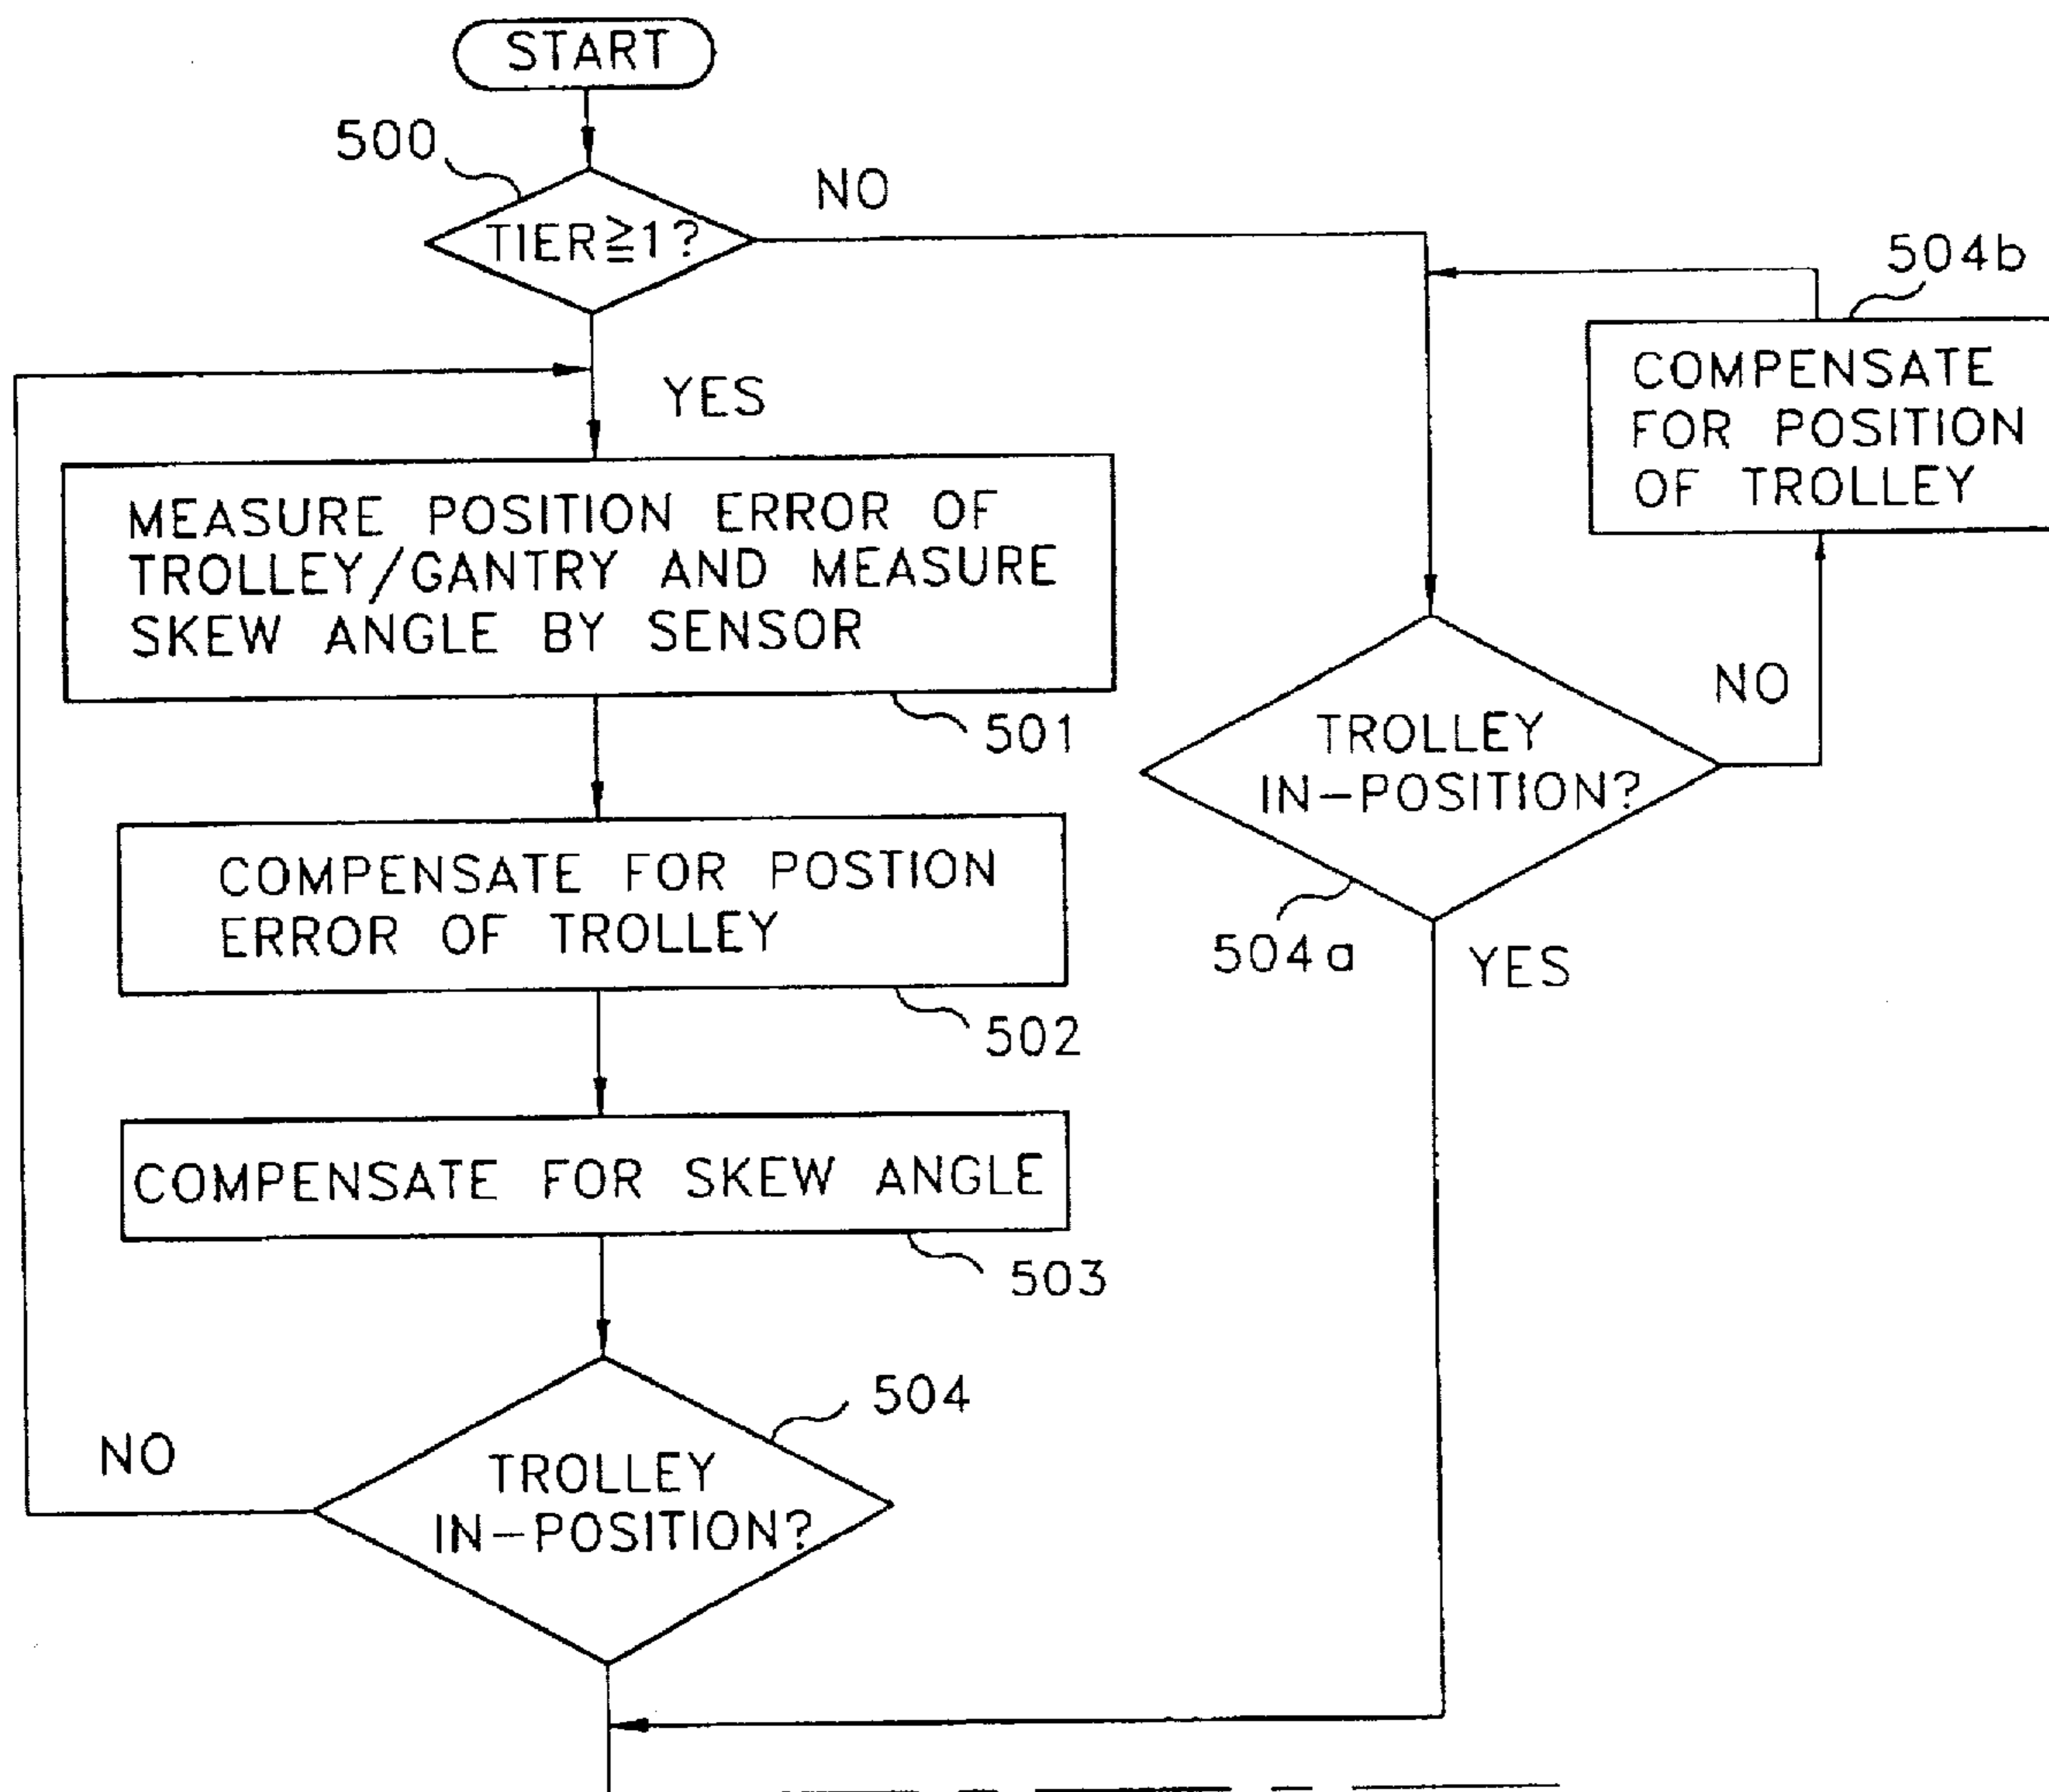 START
500
TIER≧1?
NO
504b
COMPENSATE
FOR POSITION
OF TROLLEY
YES
MEASURE POSITION ERROR OF
TROLLEY/GANTRY AND MEASURE
SKEW ANGLE BY SENSOR
501
NO
TROLLEY
IN-POSITION?
504a
YES
COMPENSATE FOR POSTION
ERROR OF TROLLEY
502
COMPENSATE FOR SKEW ANGLE
503
504
NO
TROLLEY
IN-POSITION?